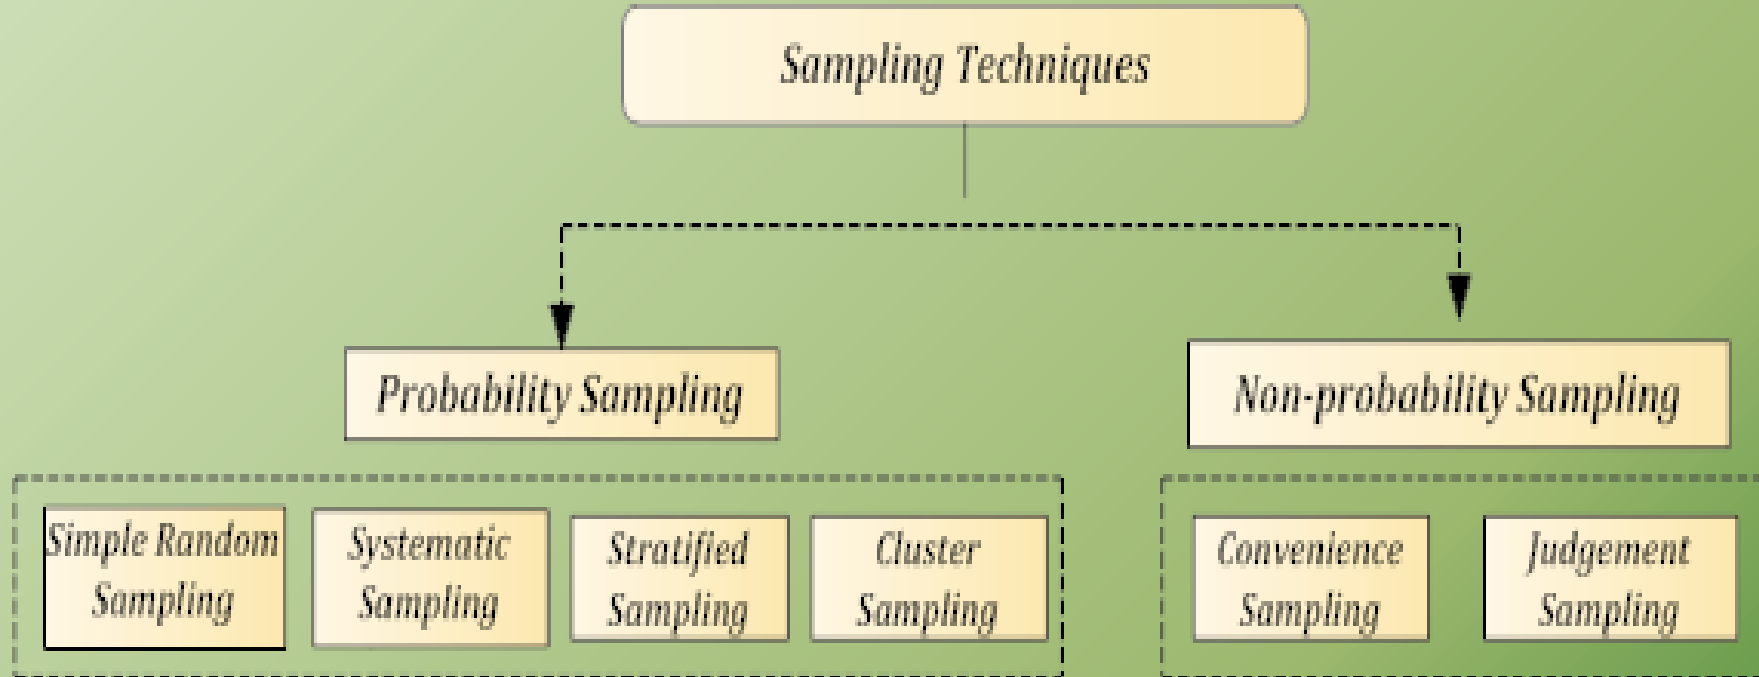 Sampling Techniques
Probability Sampling
Non-probability Sampling
Simple Random
Sampling
Systematic
Sampling
Stratified
Sampling
Cluster
Sampling
Convenience
Sampling
Judgement
Sampling